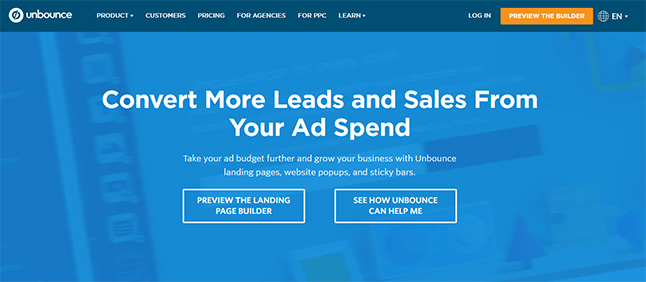 unbounce PRODUCT CUSTOMERS PRICING FOR AGENCIES FOR PPC LEARN LOG IN PREVIEW THE BUILDER EN
Convert More Leads and Sales From
Your Ad Spend
Take your ad budget further and grow your business with Unbounce
landing pages, website popups, and sticky bars.
PREVIEW THE LANDING
PAGE BUILDER
SEE HOW UNBOUNCE
CAN HELP ME